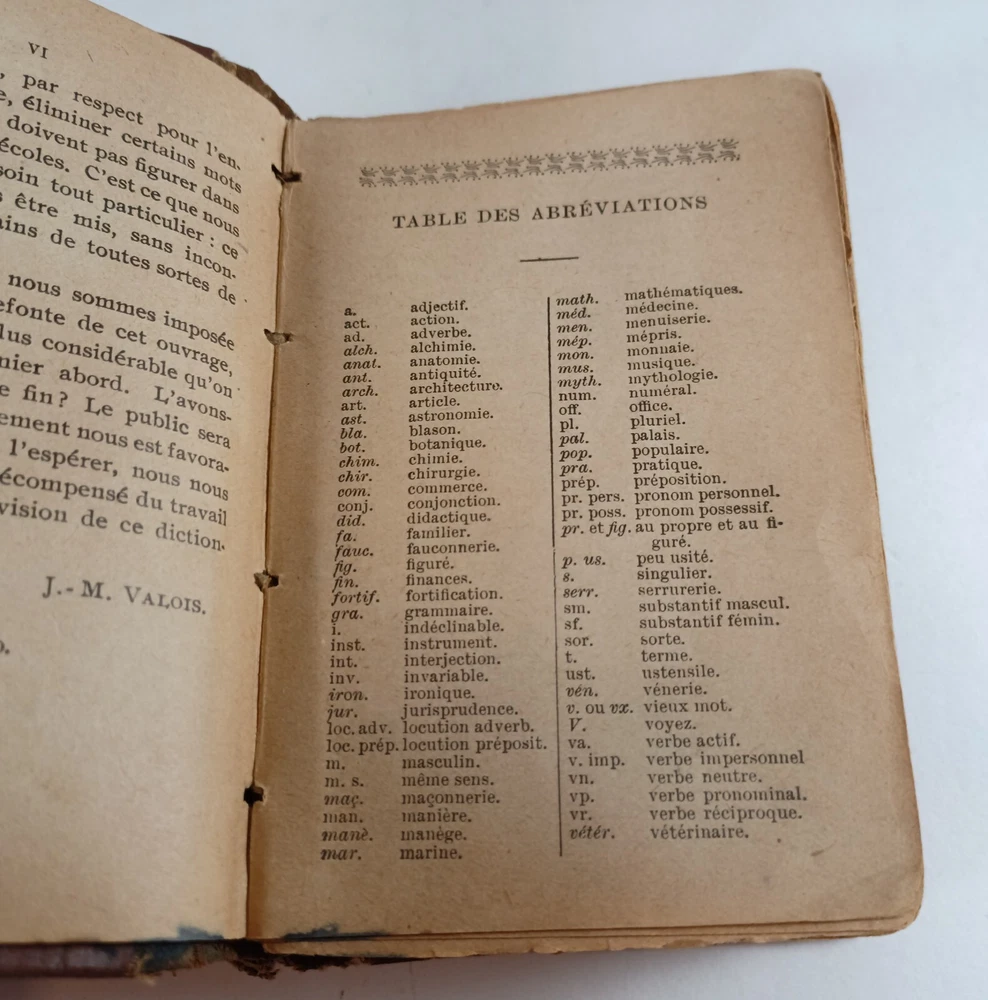 VI
par respect pour l'en-
éliminer certains mots
doivent pas figurer dans
écoles. C'est ce que nous
soin tout particulier : ce
être mis, sans incon-
de toutes sortes de
nous sommes imposée
de cet ouvrage,
considérable qu'on
abord. L'avons-
fin? Le public sera
nous est favora-
l'espérer, nous nous
récompensé du travail
de ce diction-
J.-M. VALOIS.
TABLE DES ABRÉVIATIONS
a. adjectif.
act. action.
ad. adverbe.
alch. alchimie.
anat. anatomie.
ant. antiquité.
arch. architecture.
art. article.
ast. astronomie.
bla. blason.
bot. botanique.
chim. chimie.
chir. chirurgie.
com. commerce.
conj. conjonction.
did. didactique.
fa. familier.
fauc. fauconnerie.
fig. figuré.
fin. finances.
fortif. fortification.
gra. grammaire.
i. indéclinable.
inst. instrument.
int. interjection.
inv. invariable.
iron. ironique.
jur. jurisprudence.
loc. adv. locution adverb.
loc. prép. locution préposit.
m. masculin.
m. s. même sens.
maç. maçonnerie.
man. manière.
manè. manège.
mar. marine.
math. mathématiques.
méd. médecine.
men. menuiserie.
mép. mépris.
mon. monnaie.
mus. musique.
myth. mythologie.
num. numéral.
off. office.
pl. pluriel.
pal. palais.
pop. populaire.
pra. pratique.
prép. préposition.
pr. pers. pronom personnel.
pr. poss. pronom possessif.
pr. et fig. au propre et au fi-
guré.
p. us. peu usité.
s. singulier.
serr. serrurerie.
sm. substantif mascul.
sf. substantif fémin.
sor. sorte.
t. terme.
ust. ustensile.
vén. vénerie.
v. ou vx. vieux mot.
V. voyez.
va. verbe actif.
v. imp. verbe impersonnel
vn. verbe neutre.
vp. verbe pronominal.
vr. verbe réciproque.
vétér. vétérinaire.